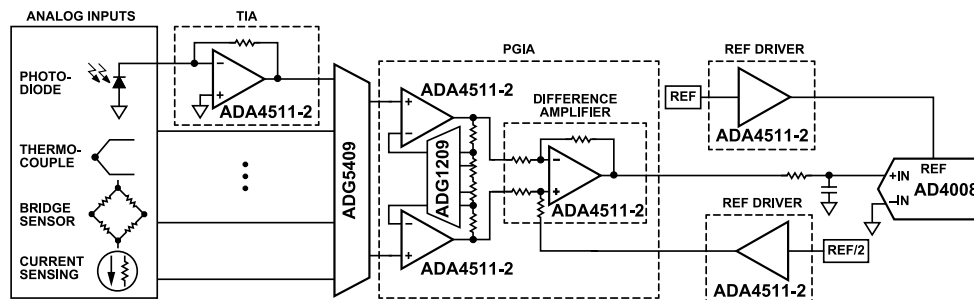 ANALOG INPUTS
PHOTO-
DIODE
THERMO-
COUPLE
BRIDGE
SENSOR
CURRENT
SENSING
TIA
−
+
ADA4511-2
ADG5409
PGIA
+
−
ADA4511-2
ADG1209
−
+
ADA4511-2
DIFFERENCE
AMPLIFIER
−
+
ADA4511-2
REF DRIVER
REF
ADA4511-2
REF
+IN
AD4008
−IN
REF DRIVER
REF/2
ADA4511-2